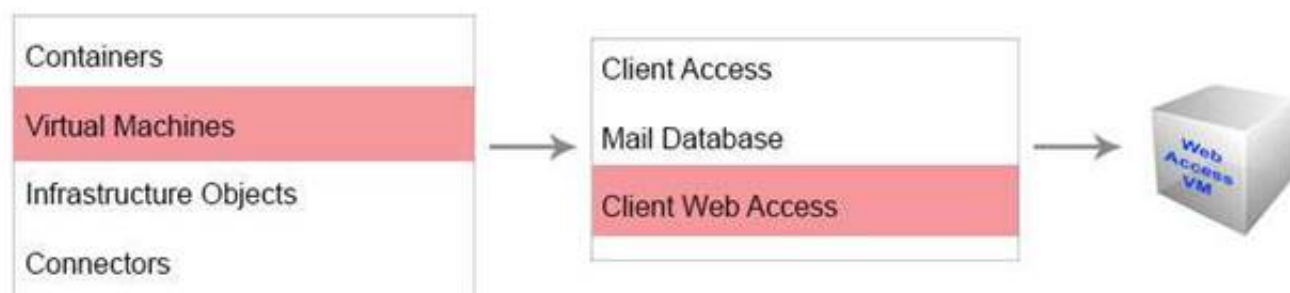 Containers
Virtual Machines
Infrastructure Objects
Connectors
Client Access
Mail Database
Client Web Access
Web
Access
VM